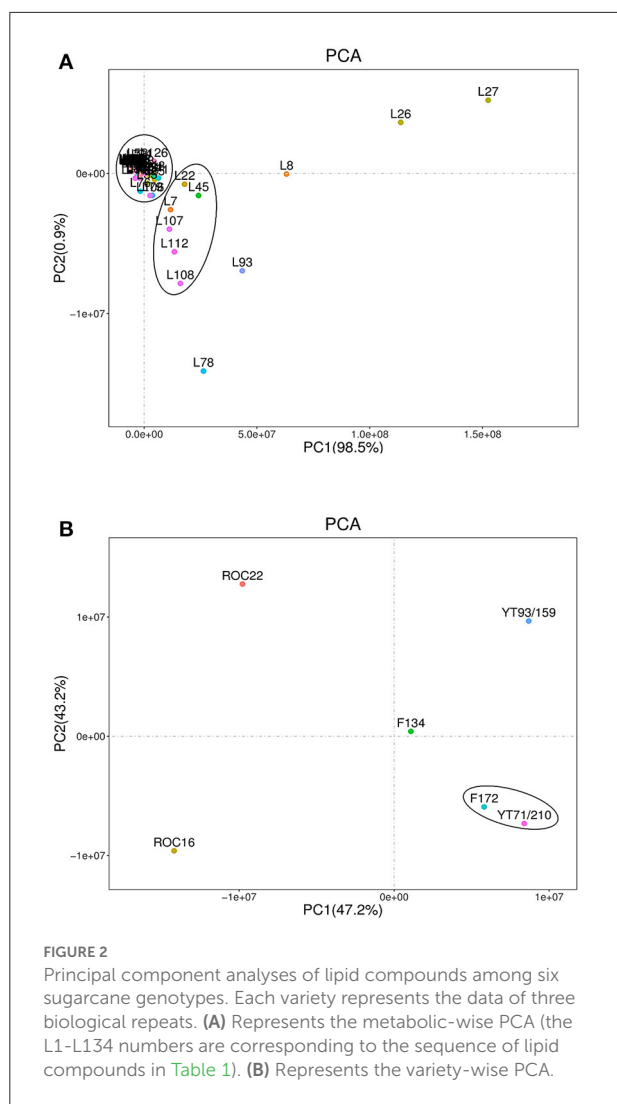 A
PCA
L27
L26
L8
L22
L45
L7
L107
L112
L108
L93
L78
0.0e+00
−1e+07
PC2(0.9%)
0.0e+00
5.0e+07
1.0e+08
1.5e+08
PC1(98.5%)
B
PCA
ROC22
YT93/159
F134
F172
YT71/210
ROC16
1e+07
0e+00
−1e+07
PC2(43.2%)
−1e+07
0e+00
1e+07
PC1(47.2%)
FIGURE 2
Principal component analyses of lipid compounds among six
sugarcane genotypes. Each variety represents the data of three
biological repeats. (A) Represents the metabolic-wise PCA (the
L1-L134 numbers are corresponding to the sequence of lipid
compounds in Table 1). (B) Represents the variety-wise PCA.